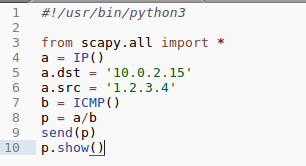 1 #!/usr/bin/python3
2
3 from scapy.all import *
4 a = IP()
5 a.dst = '10.0.2.15'
6 a.src = '1.2.3.4'
7 b = ICMP()
8 p = a/b
9 send(p)
10 p.show()